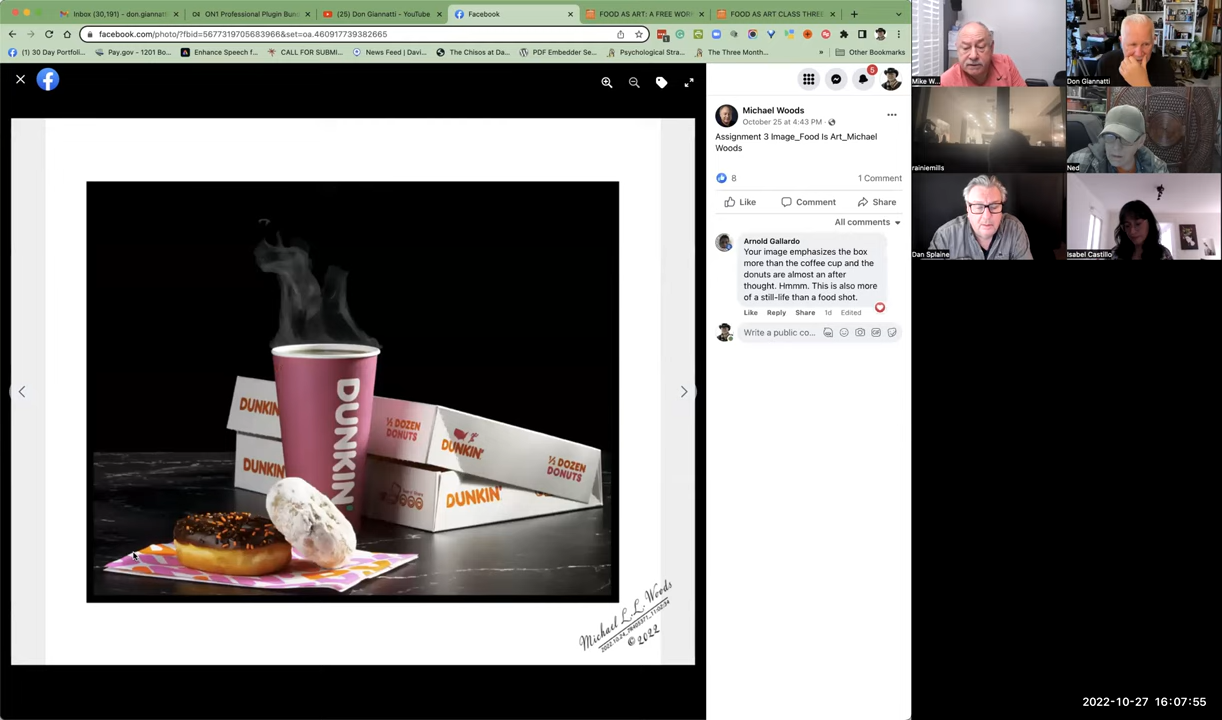 Inbox (30,191) - don.giannatt
ON1 Professional Plugin Bun
(25) Don Giannatti - YouTube
Facebook
FOOD AS ART: A FREE WOR
FOOD AS ART CLASS THREE
facebook.com/photo/?fbid=5677319705683966&set=oa.460917739382665
(1) 30 Day Portfoli...
Pay.gov - 1201 Bo...
Enhance Speech f...
CALL FOR SUBMI...
News Feed | Davi...
The Chisos at Da...
PDF Embedder Se...
Psychological Stra...
The Three Month...
»
Other Bookmarks
5
Michael Woods
October 25 at 4:43 PM ·
Assignment 3 Image_Food Is Art_Michael
Woods
8
1 Comment
Like
Comment
Share
All comments
Arnold Gallardo
Your image emphasizes the box
more than the coffee cup and the
donuts are almost an after
thought. Hmmm. This is also more
of a still-life than a food shot.
Like Reply Share 1d Edited
Write a public co...
DUNKIN'
DUNKIN'
DUNKIN'
½ DOZEN
DONUTS
DUNKIN'
½ DOZEN
DONUTS
DUNKIN'
Michael L.L. Woods
© 2022
Mike W...
Don Giannatti
rainiemills
Ned
Dan Splaine
Isabel Castillo
2022-10-27 16:07:55